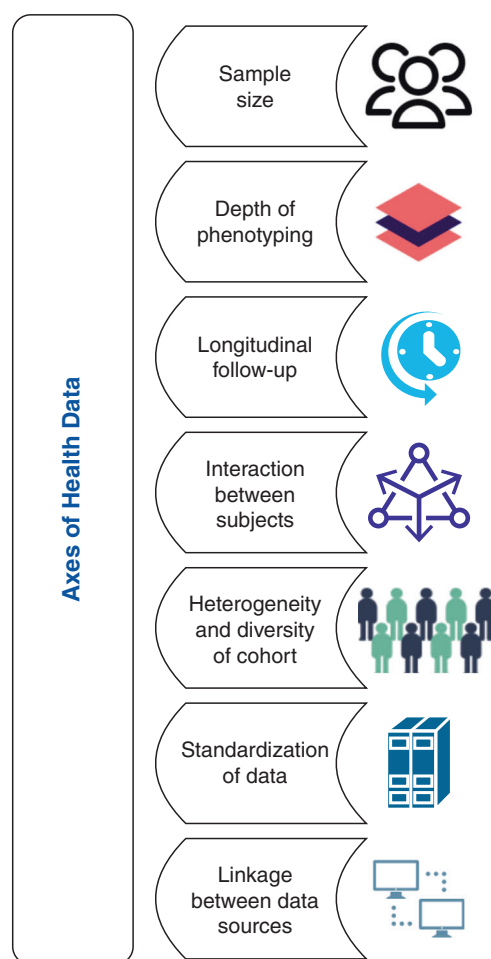 Axes of Health Data
Sample
size
Depth of
phenotyping
Longitudinal
follow-up
Interaction
between
subjects
Heterogeneity
and diversity
of cohort
Standardization
of data
Linkage
between data
sources